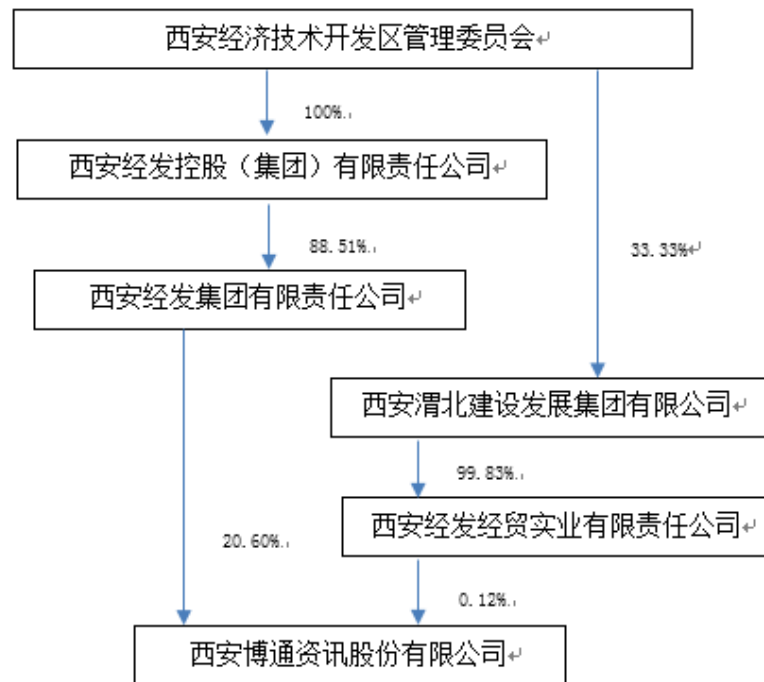 西安经济技术开发区管理委员会
100%
西安经发控股（集团）有限责任公司
88.51%
33.33%
西安经发集团有限责任公司
西安渭北建设发展集团有限公司
99.83%
西安经发经贸实业有限责任公司
20.60%
0.12%
西安博通资讯股份有限公司